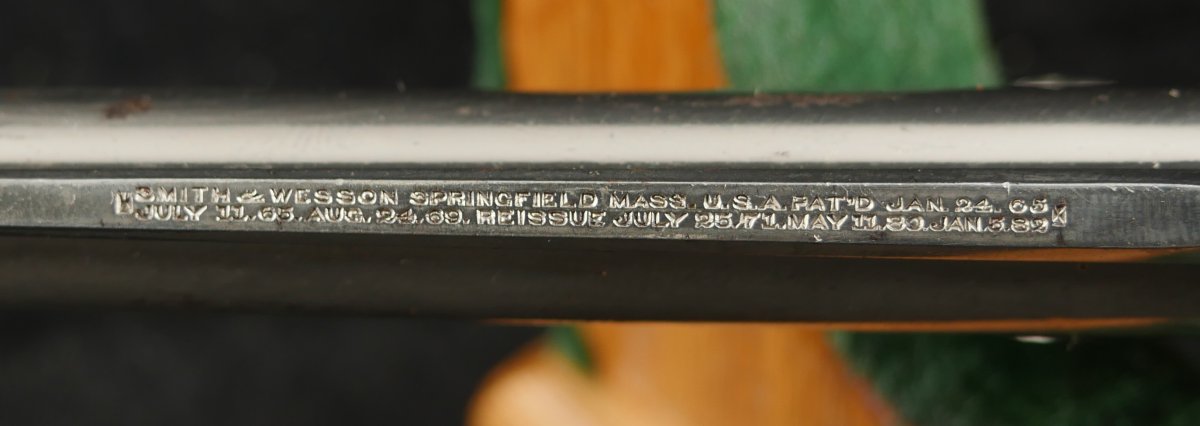 SMITH & WESSON SPRINGFIELD MASS. U.S.A. PAT'D JAN. 24. 65
JULY 11.65. AUG. 24.69. REISSUE JULY 25.71. MAY 11.80. JAN. 5.82